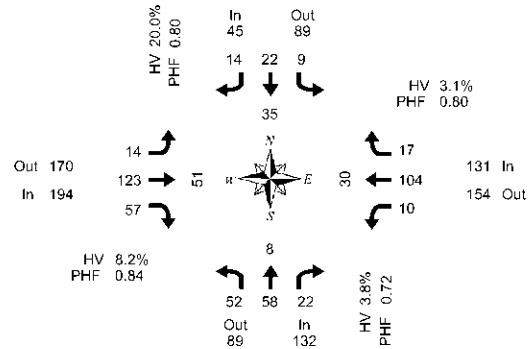 In Out
45 89
HV 20.0%
PHF 0.80
14 22 9
HV 3.1%
PHF 0.80
35
14
123
57
Out 170
In 194
51
N
W E
S
30
17
104
10
131 In
154 Out
8
HV 8.2%
PHF 0.84
52 58 22
Out In
89 132
HV 3.8%
PHF 0.72